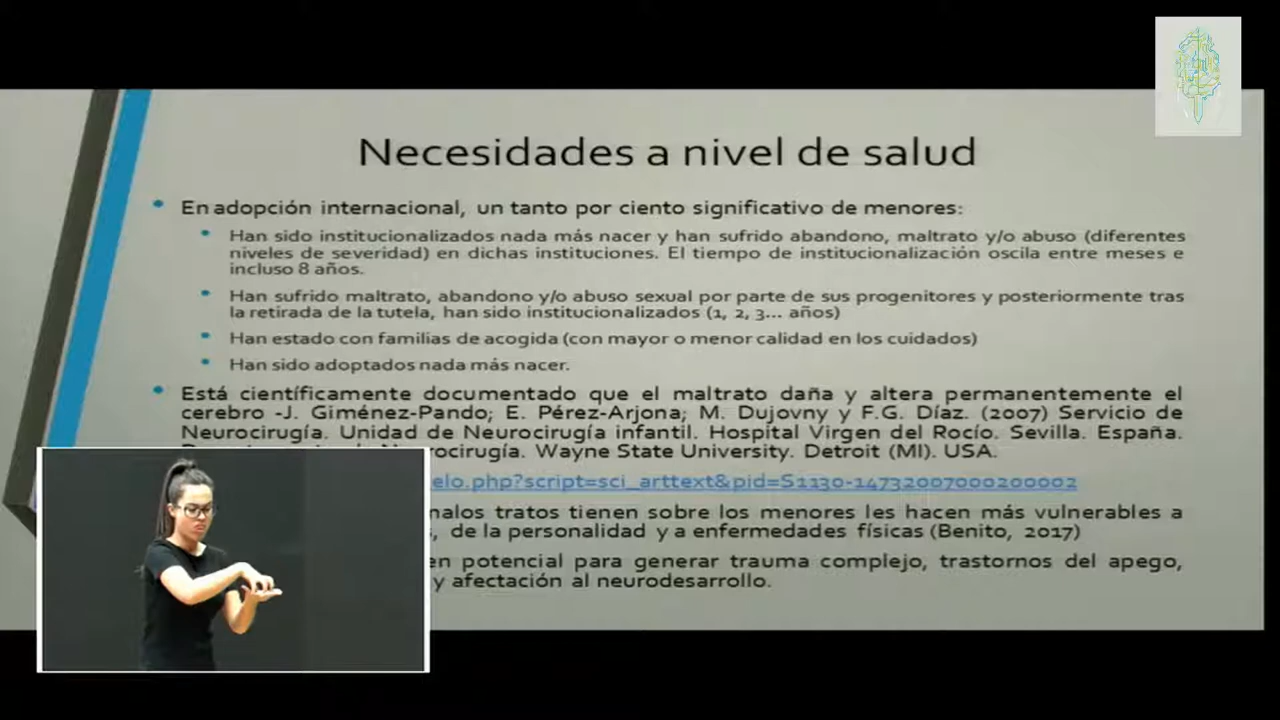 Necesidades a nivel de salud
En adopción internacional, un tanto por ciento significativo de menores:
Han sido institucionalizados nada más nacer y han sufrido abandono, maltrato y/o abuso (diferentes
niveles de severidad) en dichas instituciones. El tiempo de institucionalización oscila entre meses e
incluso 8 años.
Han sufrido maltrato, abandono y/o abuso sexual por parte de sus progenitores y posteriormente tras
la retirada de la tutela, han sido institucionalizados (1, 2, 3... años)
Han estado con familias de acogida (con mayor o menor calidad en los cuidados)
Han sido adoptados nada más nacer.
Está científicamente documentado que el maltrato daña y altera permanentemente el
cerebro -J. Giménez-Pando; E. Pérez-Arjona; M. Dujovny y F.G. Díaz. (2007) Servicio de
Neurocirugía. Unidad de Neurocirugía infantil. Hospital Virgen del Rocío. Sevilla. España.
Wayne State University. Detroit (MI). USA.
elo.php?script=sci_arttext&pid=S1130-14732007000200002
malos tratos tienen sobre los menores les hacen más vulnerables a
de la personalidad y a enfermedades físicas (Benito, 2017)
en potencial para generar trauma complejo, trastornos del apego,
y afectación al neurodesarrollo.